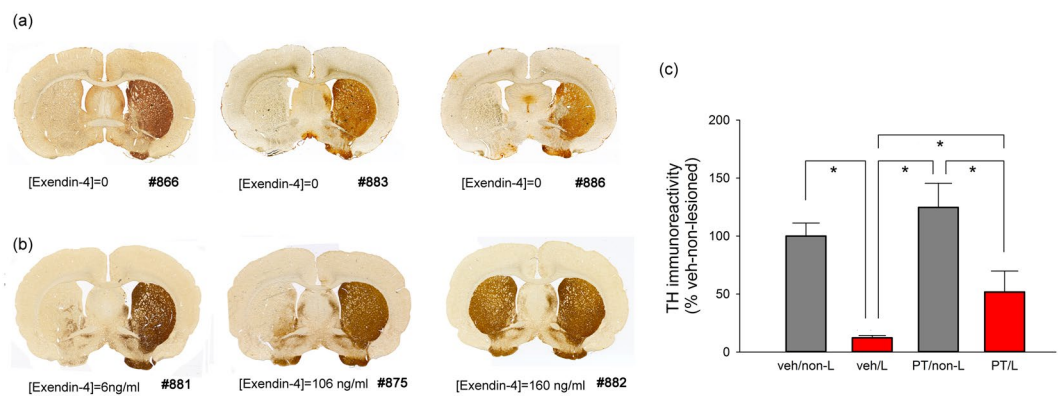 (a)
[Exendin-4]=0 #866
[Exendin-4]=0 #883
[Exendin-4]=0 #886
(b)
[Exendin-4]=6ng/ml #881
[Exendin-4]=106 ng/ml #875
[Exendin-4]=160 ng/ml #882
(c)
TH immunoreactivity
(% veh-non-lesioned)
200
150
100
50
0
*
* * *
veh/non-L veh/L PT/non-L PT/L